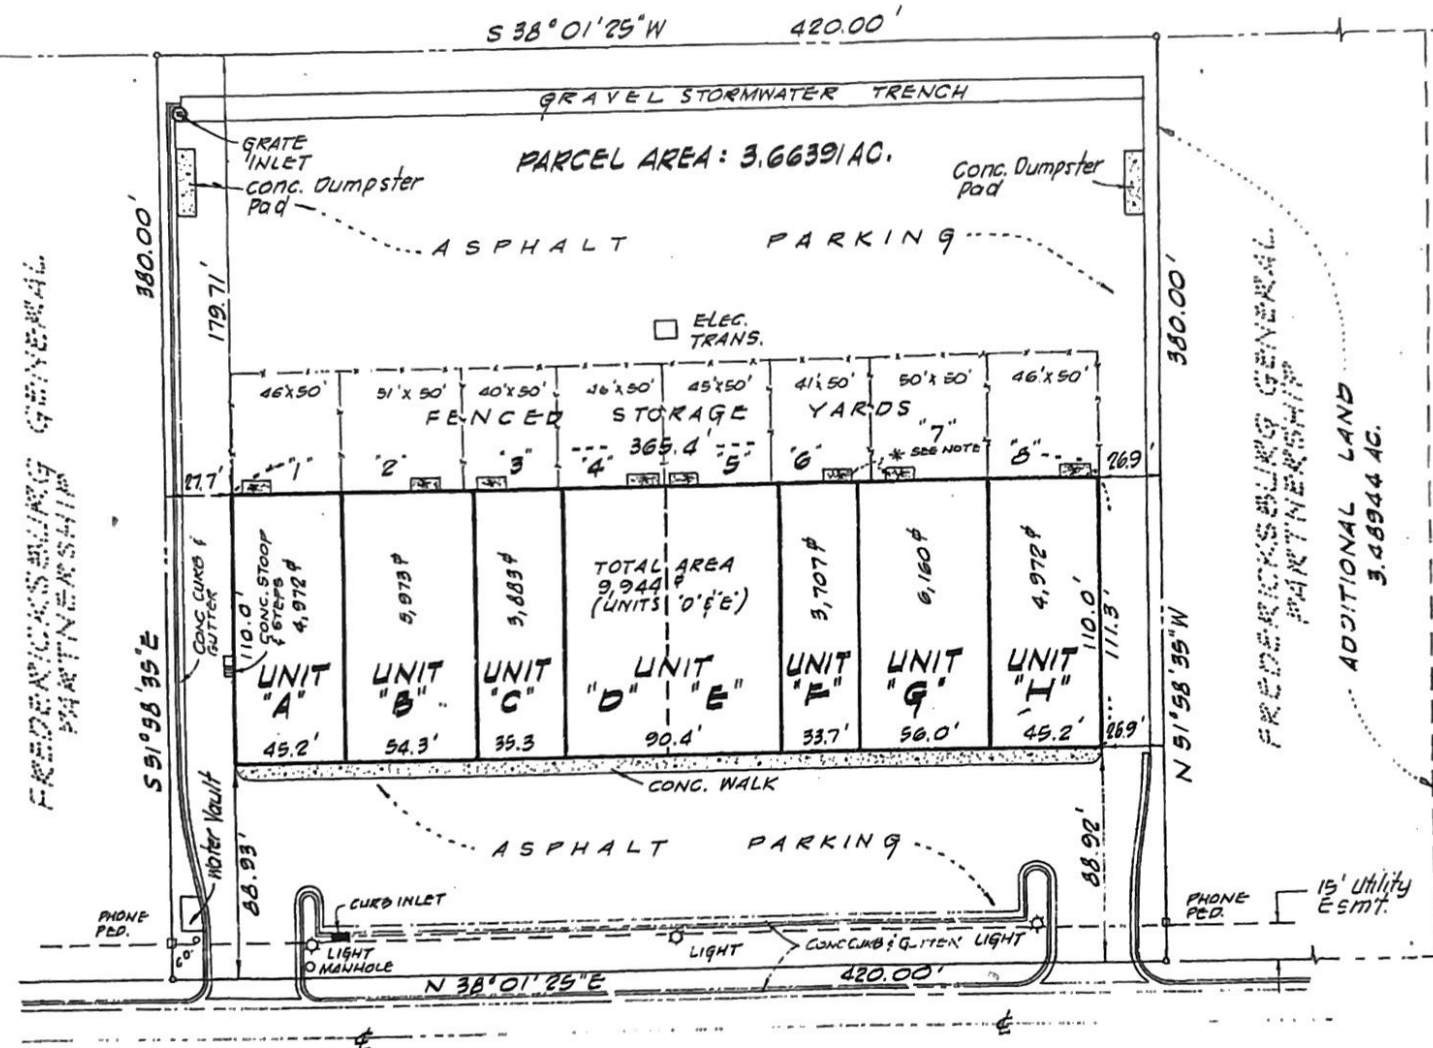 S 38° 01' 25" W 420.00'
GRAVEL STORMWATER TRENCH
GRATE
INLET
PARCEL AREA: 3.66391 AC.
Conc. Dumpster
Pad
Conc. Dumpster
Pad
ASPHALT PARKING
380.00'
179.71'
380.00'
ELEC.
TRANS.
46'x50' 51'x50' 40'x50' 46'x50' 45'x50' 41'x50' 50'x50' 46'x50'
FENCED STORAGE YARDS
365.4'
"1" "2" "3" "4" "5" "6" "7" "8"
* SEE NOTE
27.7' 26.9'
FREDERICKSBURG GENERAL
PARTNERSHIP
FREDERICKSBURG GENERAL
PARTNERSHIP
ADDITIONAL LAND
3.48944 AC.
CONC CURB &
GUTTER
110.0'
CONC. STOOP
& STEPS
4,972 ⏀
5,973 ⏀
3,883 ⏀
TOTAL AREA
9,944 ⏀
(UNITS "D" & "E")
3,707 ⏀
6,160 ⏀
4,972 ⏀
110.0'
111.3'
UNIT
"A"
UNIT
"B"
UNIT
"C"
UNIT
"D" "E"
UNIT
"F"
UNIT
"G"
UNIT
"H"
45.2' 54.3' 35.3 90.4' 33.7' 56.0' 45.2' 26.9'
S 51° 58' 35" E
N 51° 58' 35" W
CONC. WALK
Water Vault
88.93'
ASPHALT PARKING
88.92'
CURB INLET
PHONE
PED.
PHONE
PED.
15' Utility
Esm't.
LIGHT
MANHOLE
LIGHT
CONC CURB & GUTTER
LIGHT
N 38° 01' 25" E 420.00'
℄ ℄